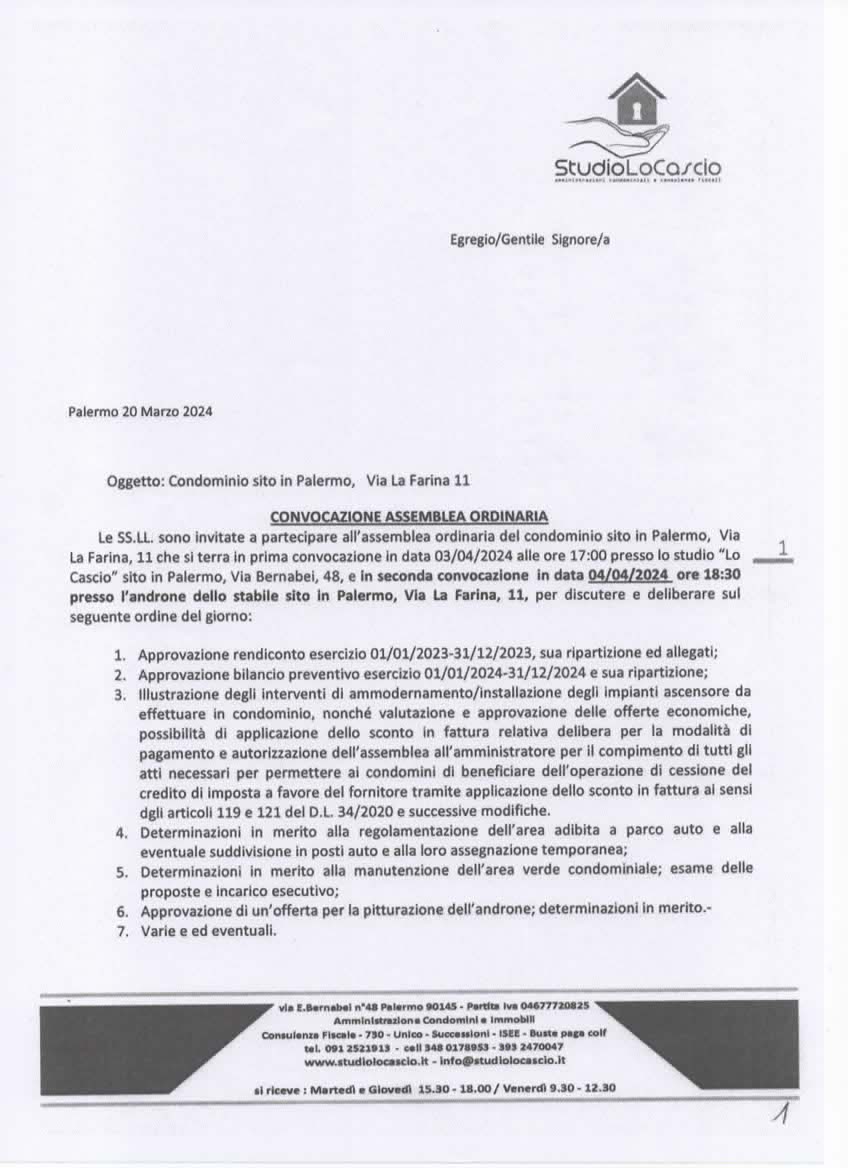 StudioLoCascio
amministrazioni condominiali e consulenze fiscali
Egregio/Gentile Signore/a
Palermo 20 Marzo 2024
Oggetto: Condominio sito in Palermo, Via La Farina 11
CONVOCAZIONE ASSEMBLEA ORDINARIA
Le SS.LL. sono invitate a partecipare all'assemblea ordinaria del condominio sito in Palermo, Via
La Farina, 11 che si terra in prima convocazione in data 03/04/2024 alle ore 17:00 presso lo studio "Lo
Cascio" sito in Palermo, Via Bernabei, 48, e in seconda convocazione in data 04/04/2024 ore 18:30
presso l'androne dello stabile sito in Palermo, Via La Farina, 11, per discutere e deliberare sul
seguente ordine del giorno:
1
1. Approvazione rendiconto esercizio 01/01/2023-31/12/2023, sua ripartizione ed allegati;
2. Approvazione bilancio preventivo esercizio 01/01/2024-31/12/2024 e sua ripartizione;
3. Illustrazione degli interventi di ammodernamento/installazione degli impianti ascensore da
effettuare in condominio, nonché valutazione e approvazione delle offerte economiche,
possibilità di applicazione dello sconto in fattura relativa delibera per la modalità di
pagamento e autorizzazione dell'assemblea all'amministratore per il compimento di tutti gli
atti necessari per permettere ai condomini di beneficiare dell'operazione di cessione del
credito di imposta a favore del fornitore tramite applicazione dello sconto in fattura ai sensi
dgli articoli 119 e 121 del D.L. 34/2020 e successive modifiche.
4. Determinazioni in merito alla regolamentazione dell'area adibita a parco auto e alla
eventuale suddivisione in posti auto e alla loro assegnazione temporanea;
5. Determinazioni in merito alla manutenzione dell'area verde condominiale; esame delle
proposte e incarico esecutivo;
6. Approvazione di un'offerta per la pitturazione dell'androne; determinazioni in merito.-
7. Varie e ed eventuali.
via E.Bernabei n°48 Palermo 90145 - Partita Iva 04677720825
Amministrazione Condomini e Immobili
Consulenza Fiscale - 730 - Unico - Successioni - ISEE - Buste paga colf
tel. 091 2521913 - cell 348 0178953 - 393 2470047
www.studiolocascio.it - info@studiolocascio.it
si riceve : Martedì e Giovedì 15.30 - 18.00 / Venerdì 9.30 - 12.30
1